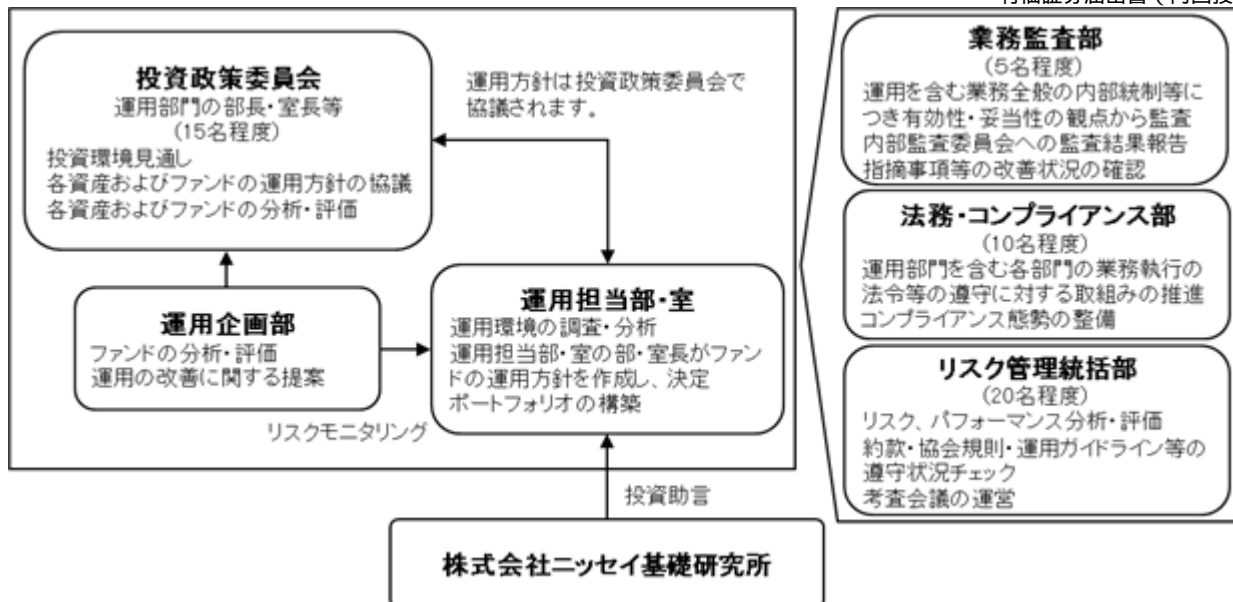 投資政策委員会
運用部門の部長・室長等
(15名程度)
投資環境見通し
各資産およびファンドの運用方針の協議
各資産およびファンドの分析・評価
運用方針は投資政策委員会で
協議されます。
運用企画部
ファンドの分析・評価
運用の改善に関する提案
リスクモニタリング
運用担当部・室
運用環境の調査・分析
運用担当部・室の部・室長がファン
ドの運用方針を作成し、決定
ポートフォリオの構築
投資助言
株式会社ニッセイ基礎研究所
業務監査部
(5名程度)
運用を含む業務全般の内部統制等に
つき有効性・妥当性の観点から監査
内部監査委員会への監査結果報告
指摘事項等の改善状況の確認
法務・コンプライアンス部
(10名程度)
運用部門を含む各部門の業務執行の
法令等の遵守に対する取組みの推進
コンプライアンス態勢の整備
リスク管理統括部
(20名程度)
リスク、パフォーマンス分析・評価
約款・協会規則・運用ガイドライン等の
遵守状況チェック
考査会議の運営